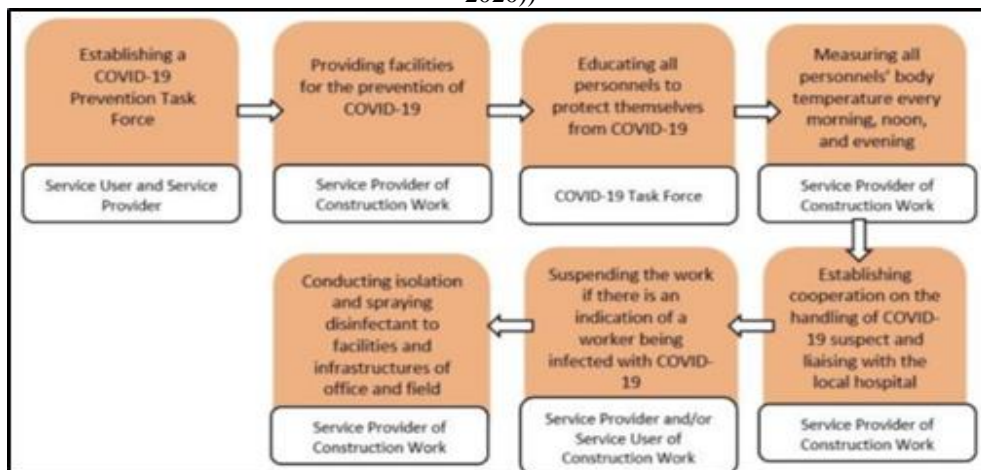 2020))
Establishing a
COVID-19
Prevention Task
Force
Service User and Service
Provider
Providing facilities
for the prevention of
COVID-19
Service Provider of
Construction Work
Educating all
personnels to
protect themselves
from COVID-19
COVID-19 Task Force
Measuring all
personnels' body
temperature every
morning, noon,
and evening
Service Provider of
Construction Work
Establishing
cooperation on the
handling of COVID-
19 suspect and
liaising with the
local hospital
Service Provider of
Construction Work
Suspending the work
if there is an
indication of a
worker being
infected with COVID-
19
Service Provider and/or
Service User of
Construction Work
Conducting isolation
and spraying
disinfectant to
facilities and
infrastructures of
office and field
Service Provider of
Construction Work